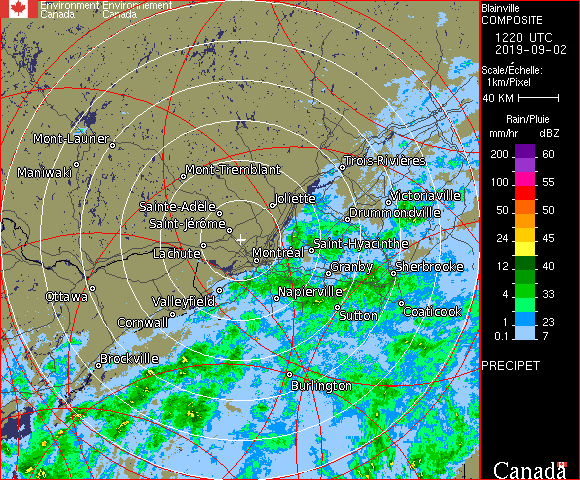 Environment Environnement
Canada Canada
Blainville
COMPOSITE
1220 UTC
2019-09-02
Scale/Échelle:
1km/Pixel
40 KM
Rain/Pluie
mm/hr dBZ
200 60
150 55
100 55
50 50
24 45
12 40
4 33
1 23
0.1 7
PRECIPET
Canada
Mont-Laurier
Maniwaki
Mont-Tremblant
Trois-Rivières
Sainte-Adèle
Joliette
Victoriaville
Drummondville
Saint-Jérome
Lachute
Montréal
Saint-Hyacinthe
Granby
Sherbrooke
Ottawa
Valleyfield
Napierville
Cornwall
Sutton
Coaticook
Brockville
Burlington